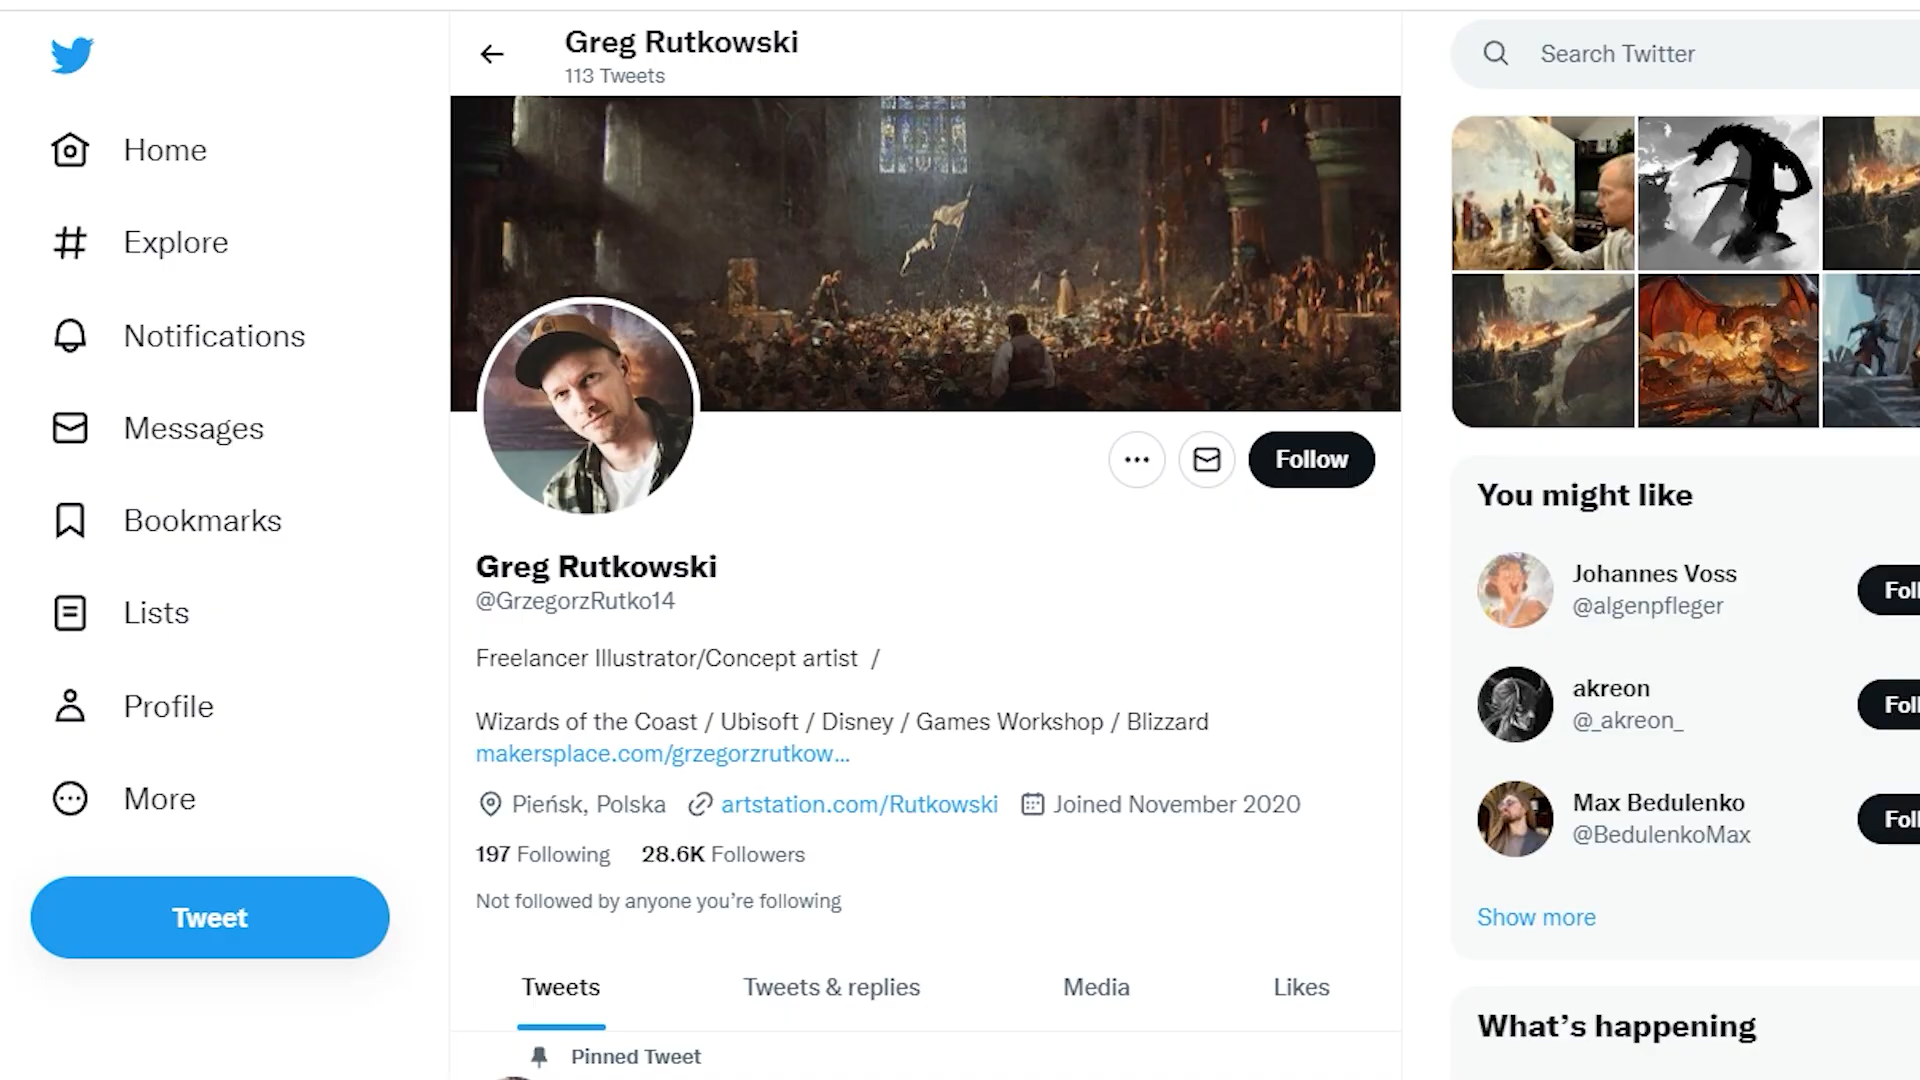 Home
Explore
Notifications
Messages
Bookmarks
Lists
Profile
More
Tweet
Greg Rutkowski
113 Tweets
Follow
Greg Rutkowski
@GrzegorzRutko14
Freelancer Illustrator/Concept artist /
Wizards of the Coast / Ubisoft / Disney / Games Workshop / Blizzard
makersplace.com/grzegorzrutkow...
Pieńsk, Polska artstation.com/Rutkowski Joined November 2020
197 Following 28.6K Followers
Not followed by anyone you’re following
Tweets Tweets & replies Media Likes
Pinned Tweet
Search Twitter
You might like
Johannes Voss
@algenpfleger
Foll
akreon
@_akreon_
Foll
Max Bedulenko
@BedulenkoMax
Foll
Show more
What’s happening